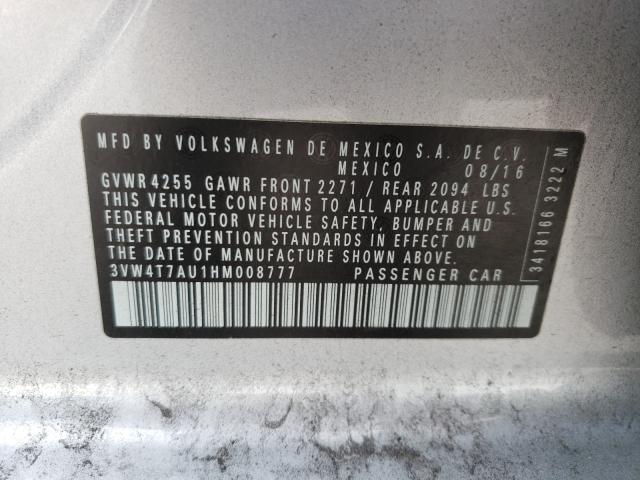 MFD BY VOLKSWAGEN DE MEXICO S.A. DE C.V.
MEXICO 08/16
GVWR 4255 GAWR FRONT 2271 / REAR 2094 LBS
THIS VEHICLE CONFORMS TO ALL APPLICABLE U.S.
FEDERAL MOTOR VEHICLE SAFETY, BUMPER AND
THEFT PREVENTION STANDARDS IN EFFECT ON
THE DATE OF MANUFACTURE SHOWN ABOVE.
3VW4T7AU1HM008777 PASSENGER CAR
34181666 3222 M